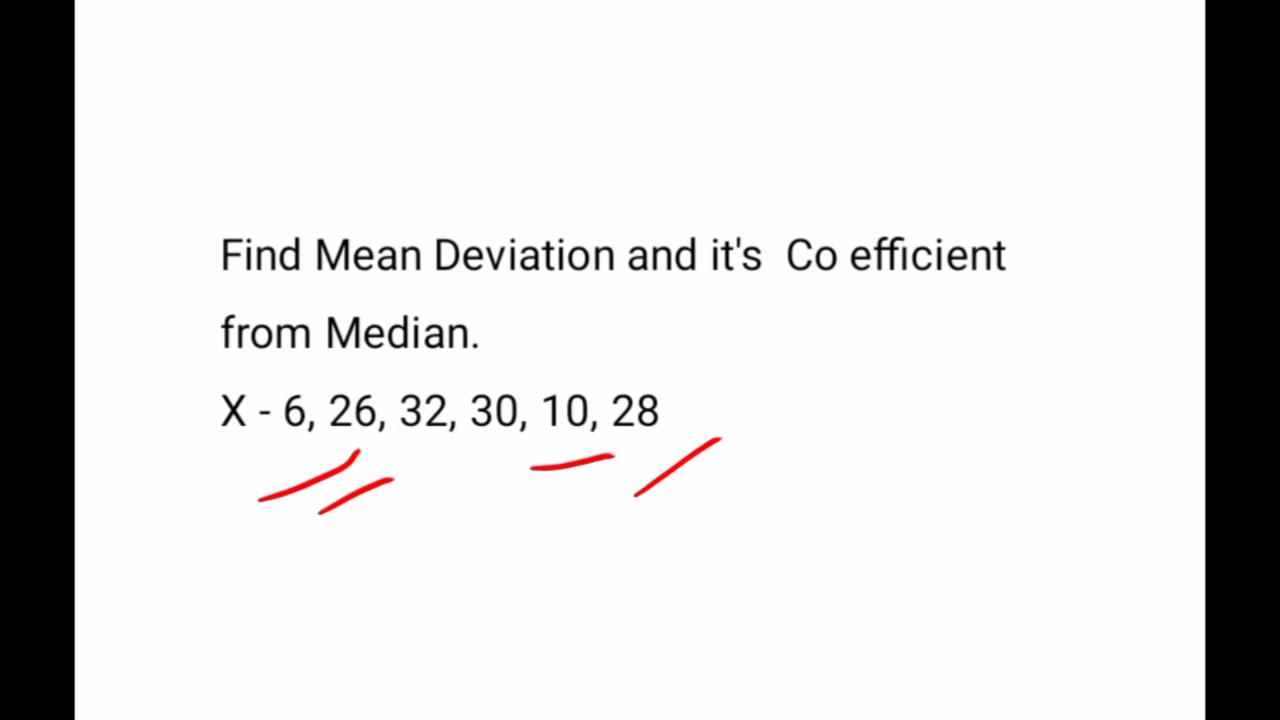 Find Mean Deviation and it's Co efficient
from Median.
X - 6, 26, 32, 30, 10, 28